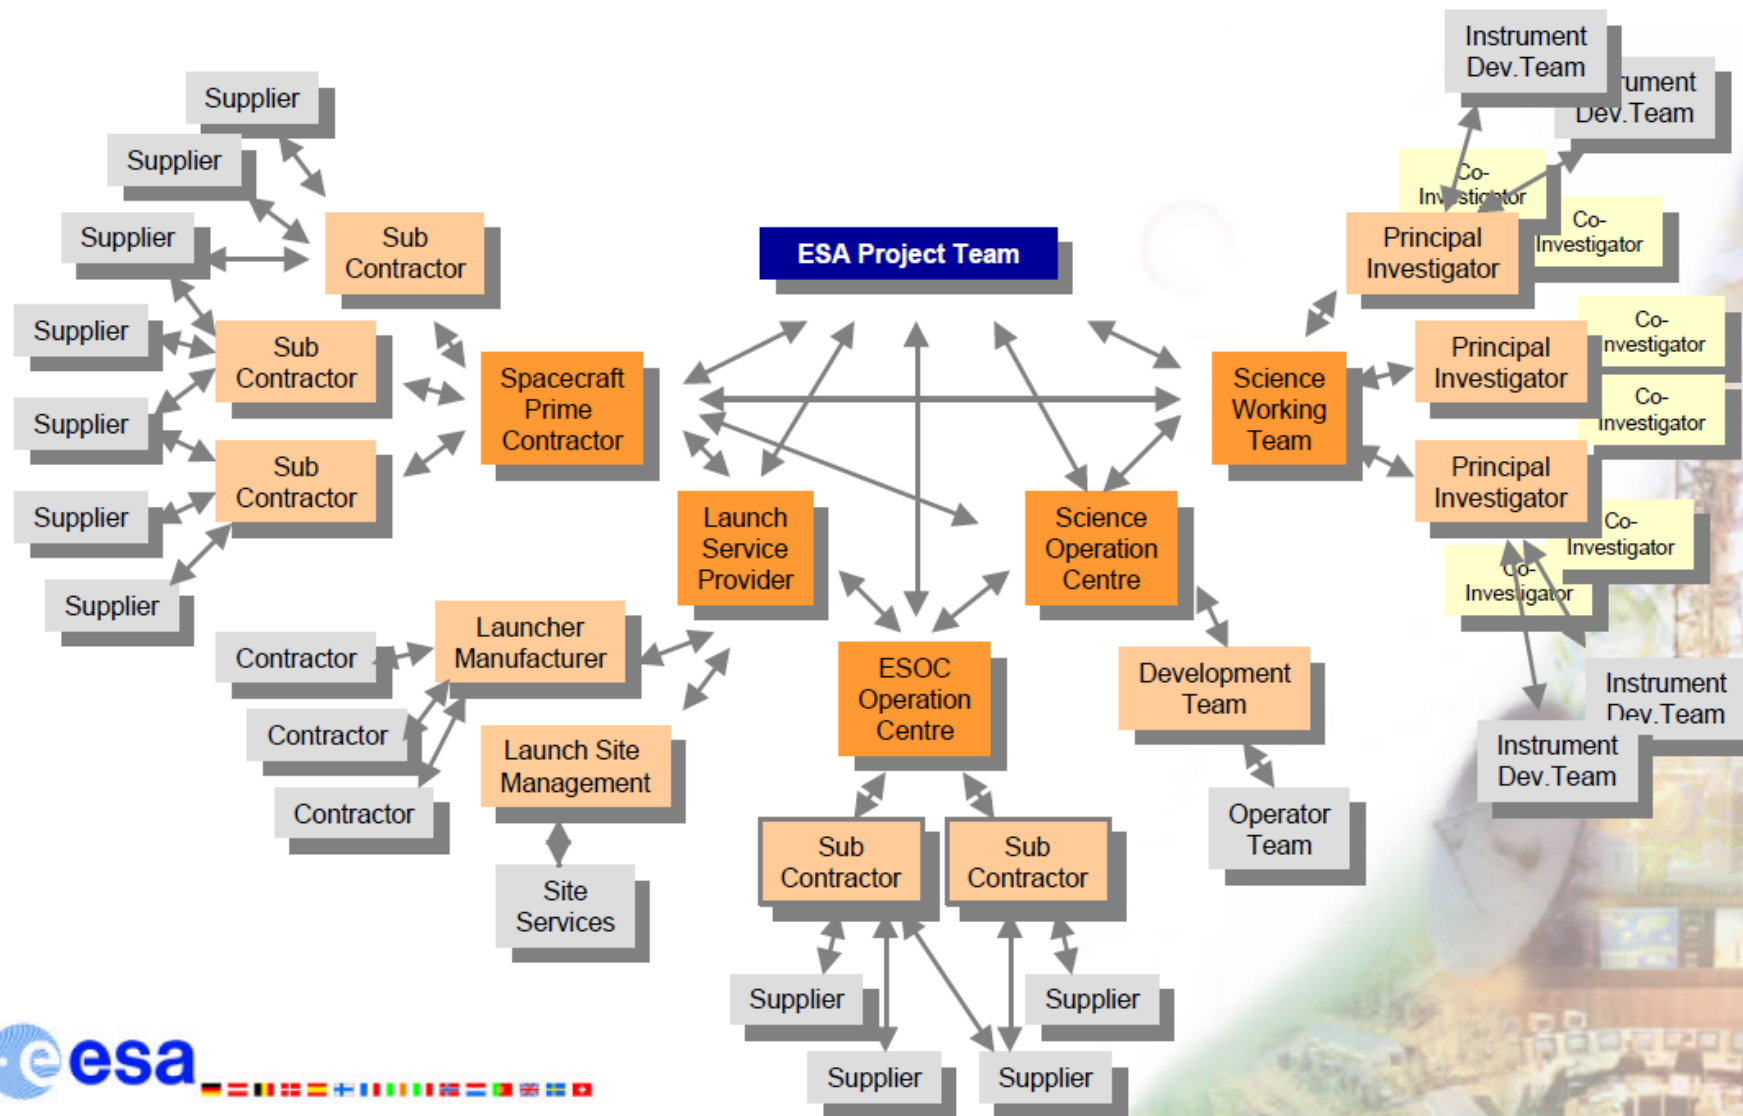 Instrument
Dev.Team
Instrument
Dev.Team
Supplier
Supplier
Supplier
Supplier
Supplier
Supplier
Supplier
Sub
Contractor
Sub
Contractor
Sub
Contractor
ESA Project Team
Spacecraft
Prime
Contractor
Science
Working
Team
Co-
Investigator
Co-
Investigator
Principal
Investigator
Co-
nvestigator
Principal
Investigator
Co-
nvestigator
Principal
Investigator
Co-
Investigator
Co-
Investigator
Launch
Service
Provider
Science
Operation
Centre
Launcher
Manufacturer
Contractor
Contractor
Contractor
Launch Site
Management
Site
Services
ESOC
Operation
Centre
Development
Team
Operator
Team
Instrument
Dev.Team
Instrument
Dev.Team
Sub
Contractor
Sub
Contractor
Supplier
Supplier
Supplier
Supplier
esa